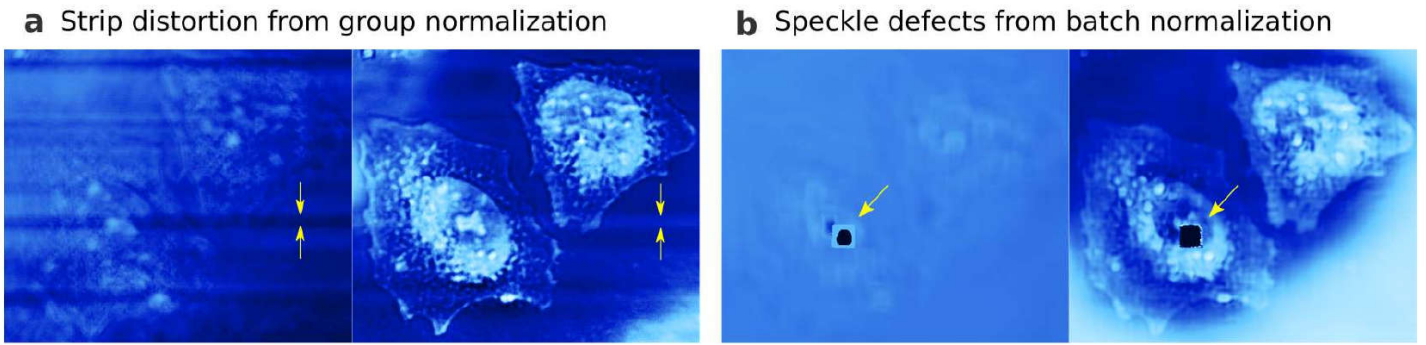 a Strip distortion from group normalization
b Speckle defects from batch normalization